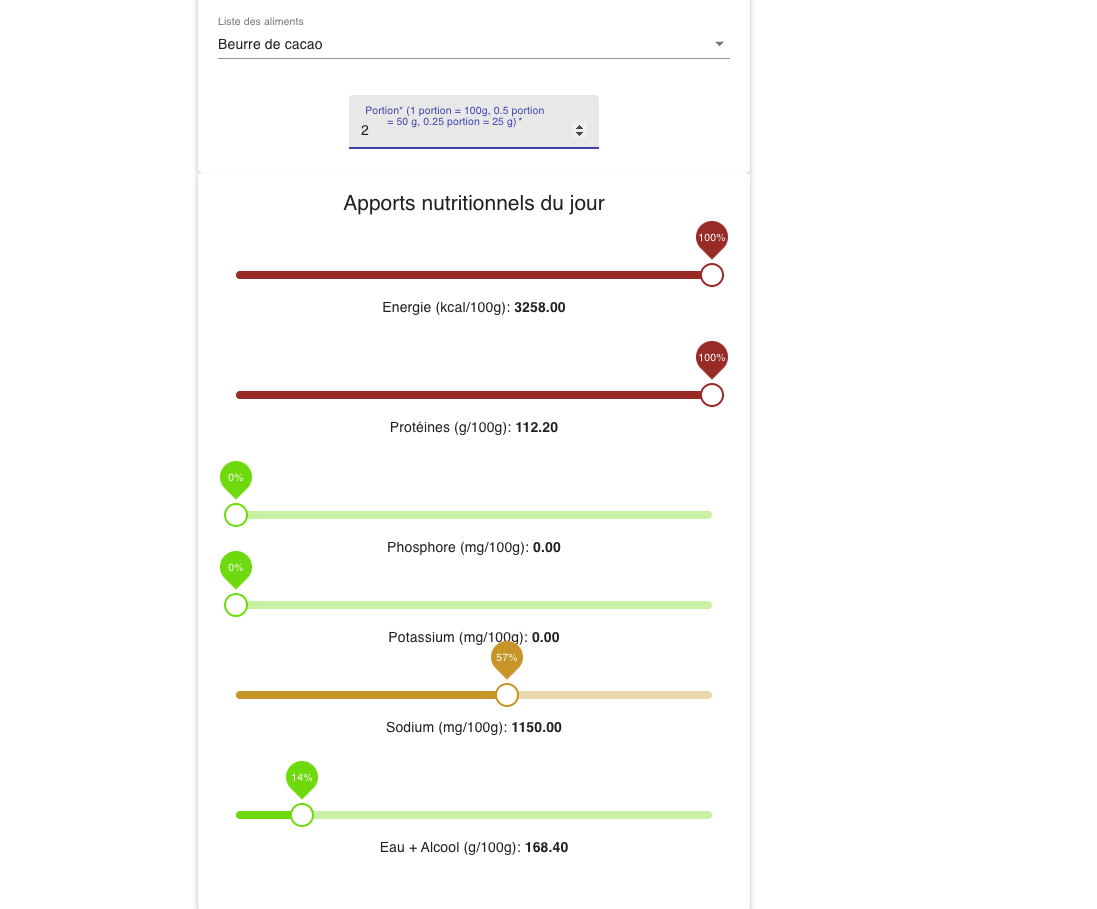 Liste des aliments
Beurre de cacao
Portion* (1 portion = 100g, 0.5 portion
= 50 g, 0.25 portion = 25 g) *
2
Apports nutritionnels du jour
100%
Energie (kcal/100g): 3258.00
100%
Protéines (g/100g): 112.20
0%
Phosphore (mg/100g): 0.00
0%
Potassium (mg/100g): 0.00
57%
Sodium (mg/100g): 1150.00
14%
Eau + Alcool (g/100g): 168.40